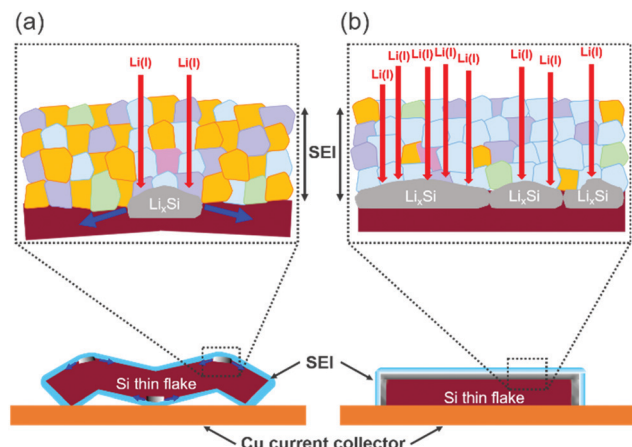 (a)
(b)
Li(I) Li(I)
Li(I) Li(I) Li(I) Li(I) Li(I) Li(I) Li(I) Li(I)
SEI
LixSi
LixSi LixSi LixSi
SEI
Si thin flake
Si thin flake
Cu current collector